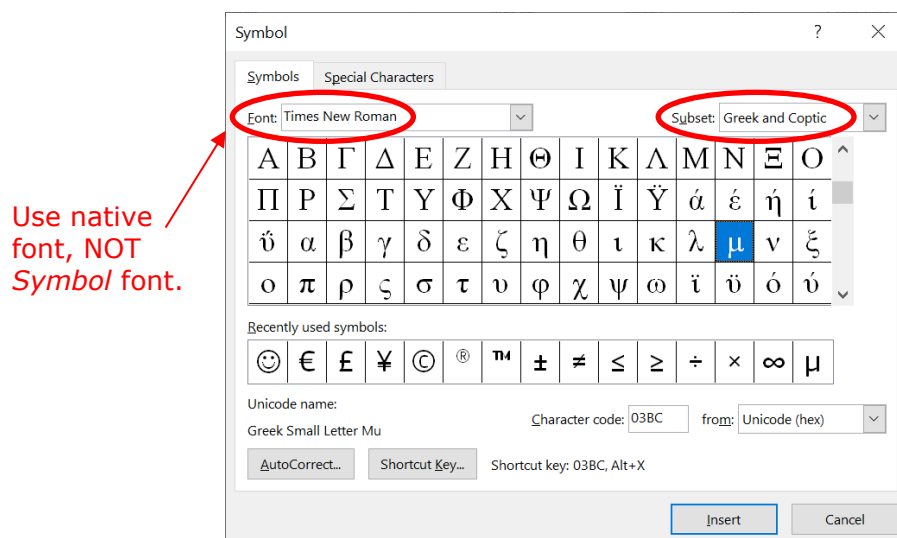 Symbol
?
Symbols Special Characters
Font: Times New Roman
Subset: Greek and Coptic
Α Β Γ Δ Ε Ζ Η Θ Ι Κ Λ Μ Ν Ξ Ο
Π Ρ Σ Τ Υ Φ Χ Ψ Ω Ϊ Ϋ ά έ ή ί
ΰ α β γ δ ε ζ η θ ι κ λ μ ν ξ
ο π ρ ς σ τ υ φ χ ψ ω ϊ ϋ ό ύ
Use native
font, NOT
Symbol font.
Recently used symbols:
☺ € £ ¥ © ® ™ ± ≠ ≤ ≥ ÷ × ∞ µ
Unicode name:
Greek Small Letter Mu
Character code: 03BC from: Unicode (hex)
AutoCorrect... Shortcut Key... Shortcut key: 03BC, Alt+X
Insert Cancel